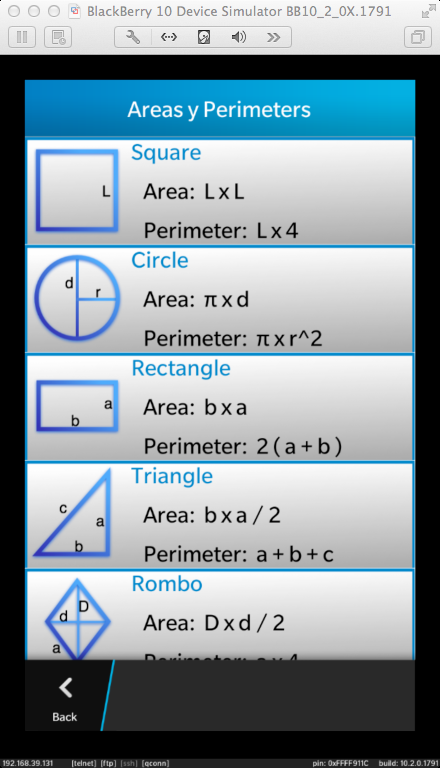 BlackBerry 10 Device Simulator BB10_2_0X.1791
Areas y Perimeters
Square
L
Area: L x L
Perimeter: L x 4
Circle
d
r
Area: π x d
Perimeter: π x r^2
Rectangle
a
b
Area: b x a
Perimeter: 2 ( a + b )
Triangle
c
a
b
Area: b x a / 2
Perimeter: a + b + c
Rombo
D
d
a
Area: D x d / 2
Perimetro: a x 4
Back
192.168.39.131 [telnet] [ftp] [ssh] [qconn] pin: 0xFFFF911C build: 10.2.0.1791